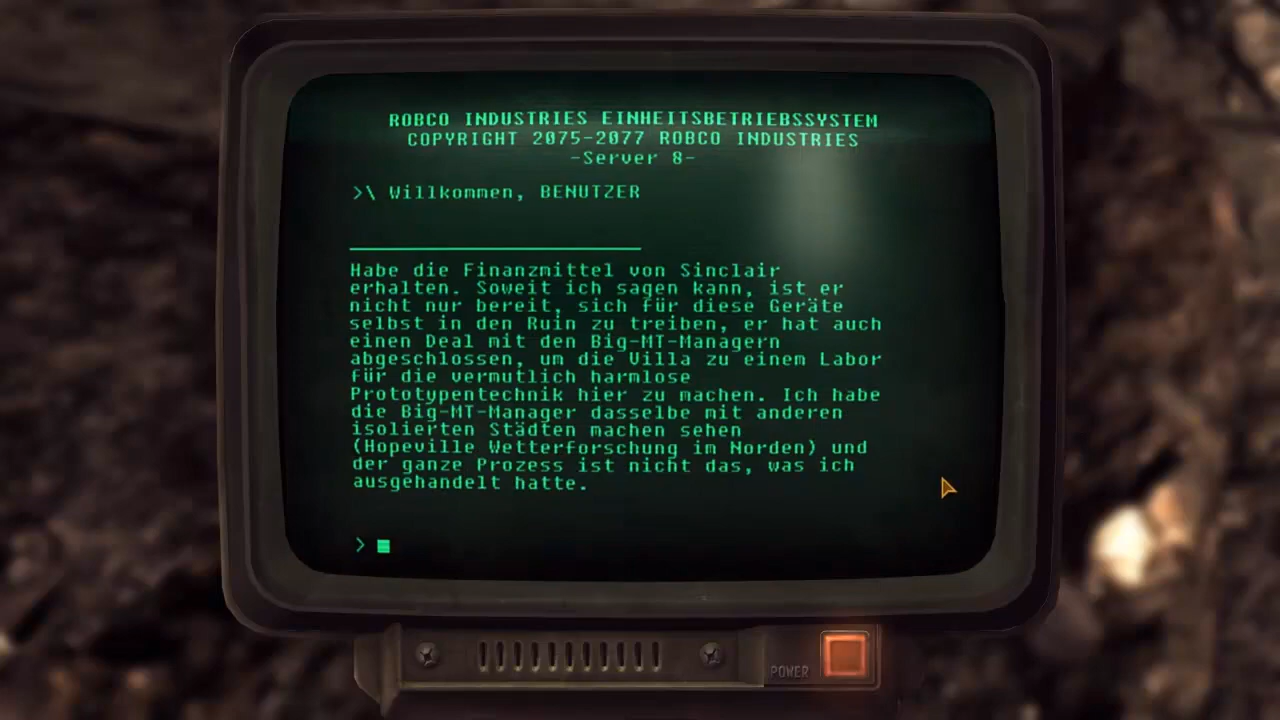 ROBCO INDUSTRIES EINHEITSBETRIEBSSYSTEM
COPYRIGHT 2075-2077 ROBCO INDUSTRIES
-Server 8-
>\ Willkommen, BENUTZER
Habe die Finanzmittel von Sinclair
erhalten. Soweit ich sagen kann, ist er
nicht nur bereit, sich für diese Geräte
selbst in den Ruin zu treiben, er hat auch
einen Deal mit den Big-MT-Managern
abgeschlossen, um die Villa zu einem Labor
für die vermutlich harmlose
Prototypentechnik hier zu machen. Ich habe
die Big-MT-Manager dasselbe mit anderen
isolierten Städten machen sehen
(Hopeville Wetterforschung im Norden) und
der ganze Prozess ist nicht das, was ich
ausgehandelt hatte.
>
POWER